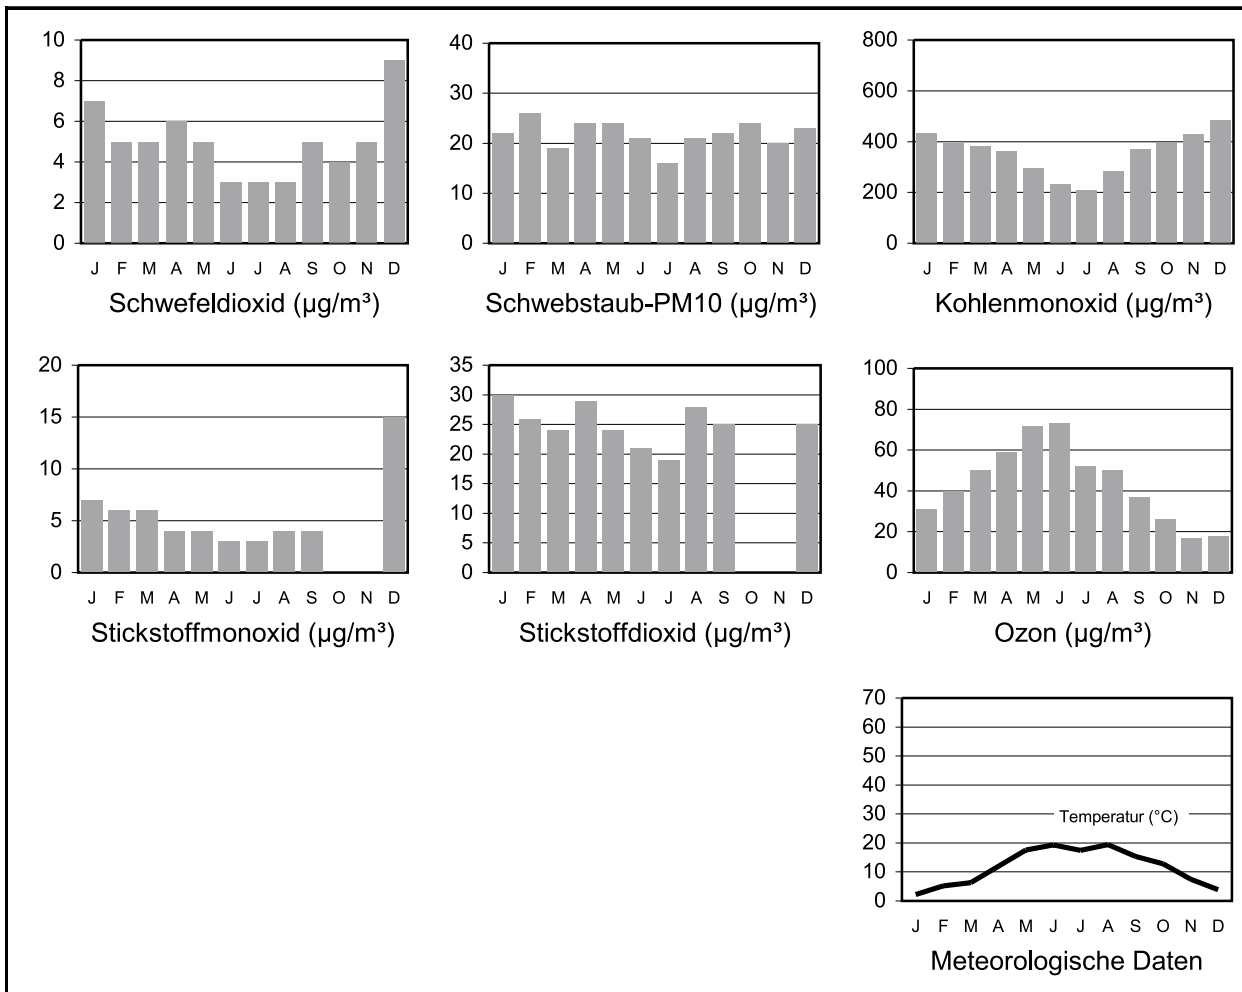 10
8
6
4
2
0
J F M A M J J A S O N D
Schwefeldioxid (µg/m³)
40
30
20
10
0
J F M A M J J A S O N D
Schwebstaub-PM10 (µg/m³)
800
600
400
200
0
J F M A M J J A S O N D
Kohlenmonoxid (µg/m³)
20
15
10
5
0
J F M A M J J A S O N D
Stickstoffmonoxid (µg/m³)
35
30
25
20
15
10
5
0
J F M A M J J A S O N D
Stickstoffdioxid (µg/m³)
100
80
60
40
20
0
J F M A M J J A S O N D
Ozon (µg/m³)
70
60
50
40
30
20
10
0
Temperatur (°C)
J F M A M J J A S O N D
Meteorologische Daten